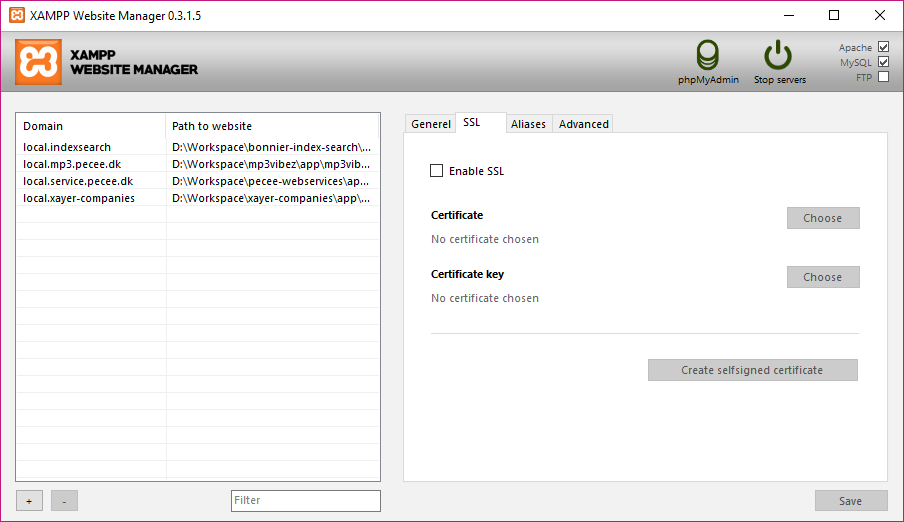 XAMPP Website Manager 0.3.1.5
XAMPP
WEBSITE MANAGER
phpMyAdmin
Stop servers
Apache
MySQL
FTP
Domain Path to website
local.indexsearch D:\Workspace\bonnier-index-search\...
local.mp3.pecee.dk D:\Workspace\mp3vibez\app\mp3vib...
local.service.pecee.dk D:\Workspace\pecee-webservices\ap...
local.xayer-companies D:\Workspace\xayer-companies\app\...
+ -
Filter
Generel SSL Aliases Advanced
Enable SSL
Certificate
Choose
No certificate chosen
Certificate key
Choose
No certificate chosen
Create selfsigned certificate
Save